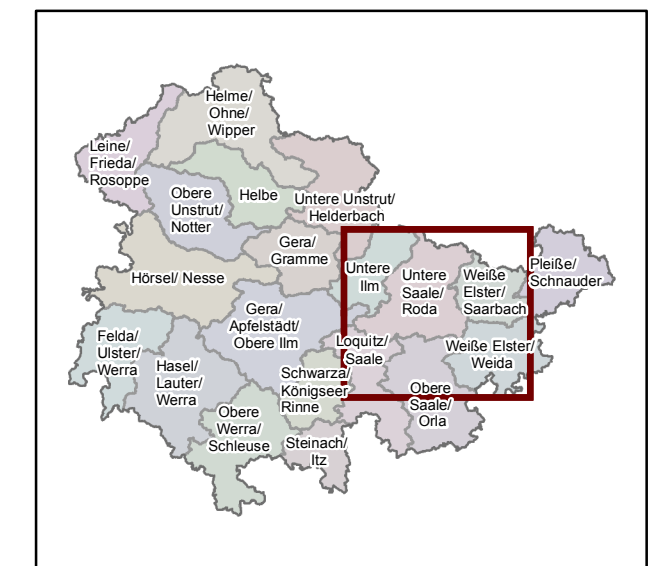 Helme/
Ohne/
Wipper
Leine/
Frieda/
Rosoppe
Obere
Unstrut/
Notter
Helbe
Untere Unstrut/
Helderbach
Gera/
Gramme
Hörsel/ Nesse
Untere
Ilm
Untere
Saale/
Roda
Weiße
Elster/
Saarbach
Pleiße/
Schnauder
Gera/
Apfelstädt/
Obere Ilm
Felda/
Ulster/
Werra
Hasel/
Lauter/
Werra
Loquitz/
Saale
Weiße Elster/
Weida
Schwarza/
Königseer
Rinne
Obere
Saale/
Orla
Obere
Werra/
Schleuse
Steinach/
Itz